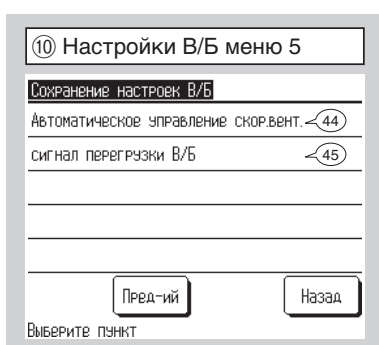 ⑩ Настройки В/Б меню 5
Сохранение настроек В/Б
Автоматическое управление скор.вент. 44
сигнал перегрузки В/Б 45
Пред-ий Назад
Выберите пункт